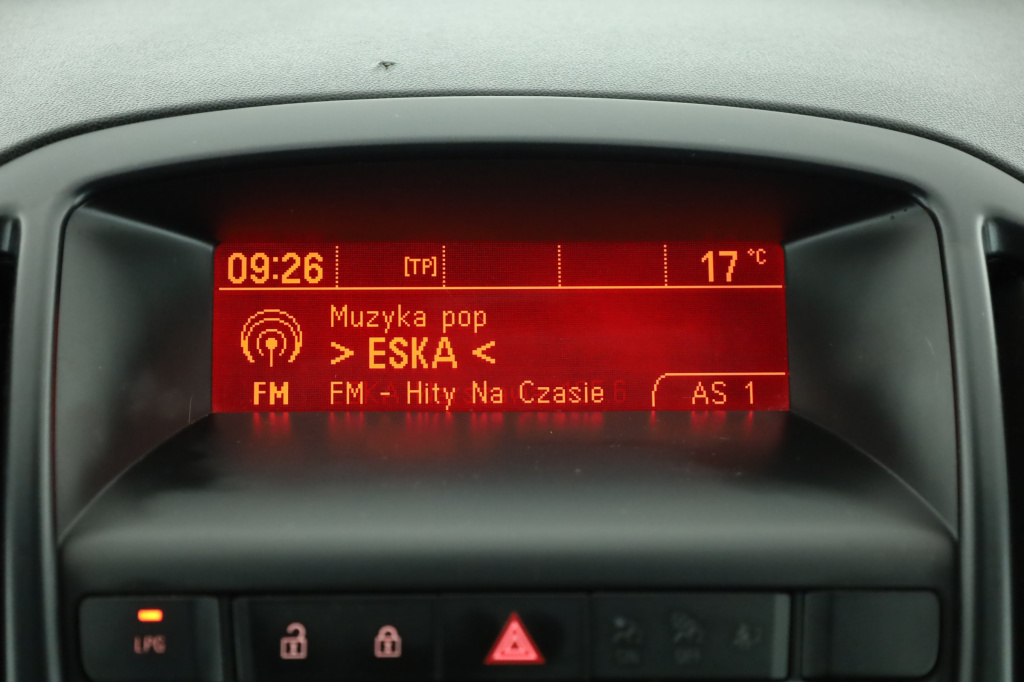 09:26 [TP] 17 °C
Muzyka pop
> ESKA <
FM FM - Hity Na Czasie AS 1
LPG